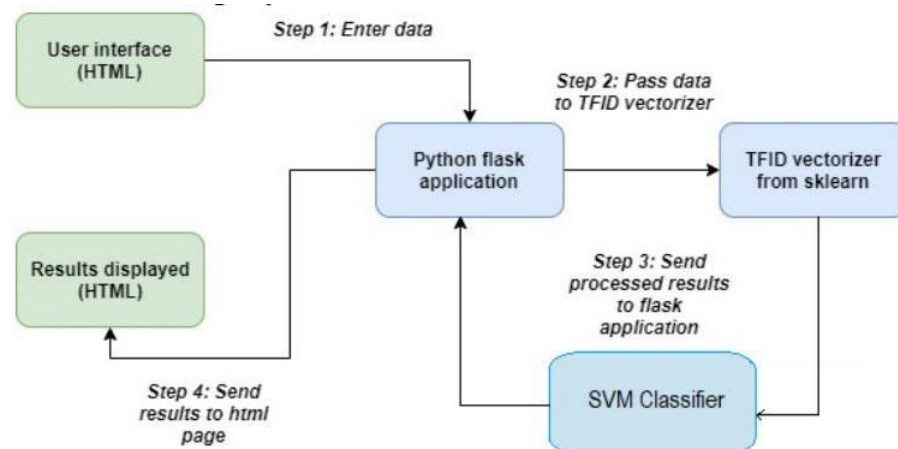 Step 1: Enter data
User interface
(HTML)
Step 2: Pass data
to TFID vectorizer
Python flask
application
TFID vectorizer
from sklearn
Results displayed
(HTML)
Step 3: Send
processed results
to flask
application
Step 4: Send
results to html
page
SVM Classifier